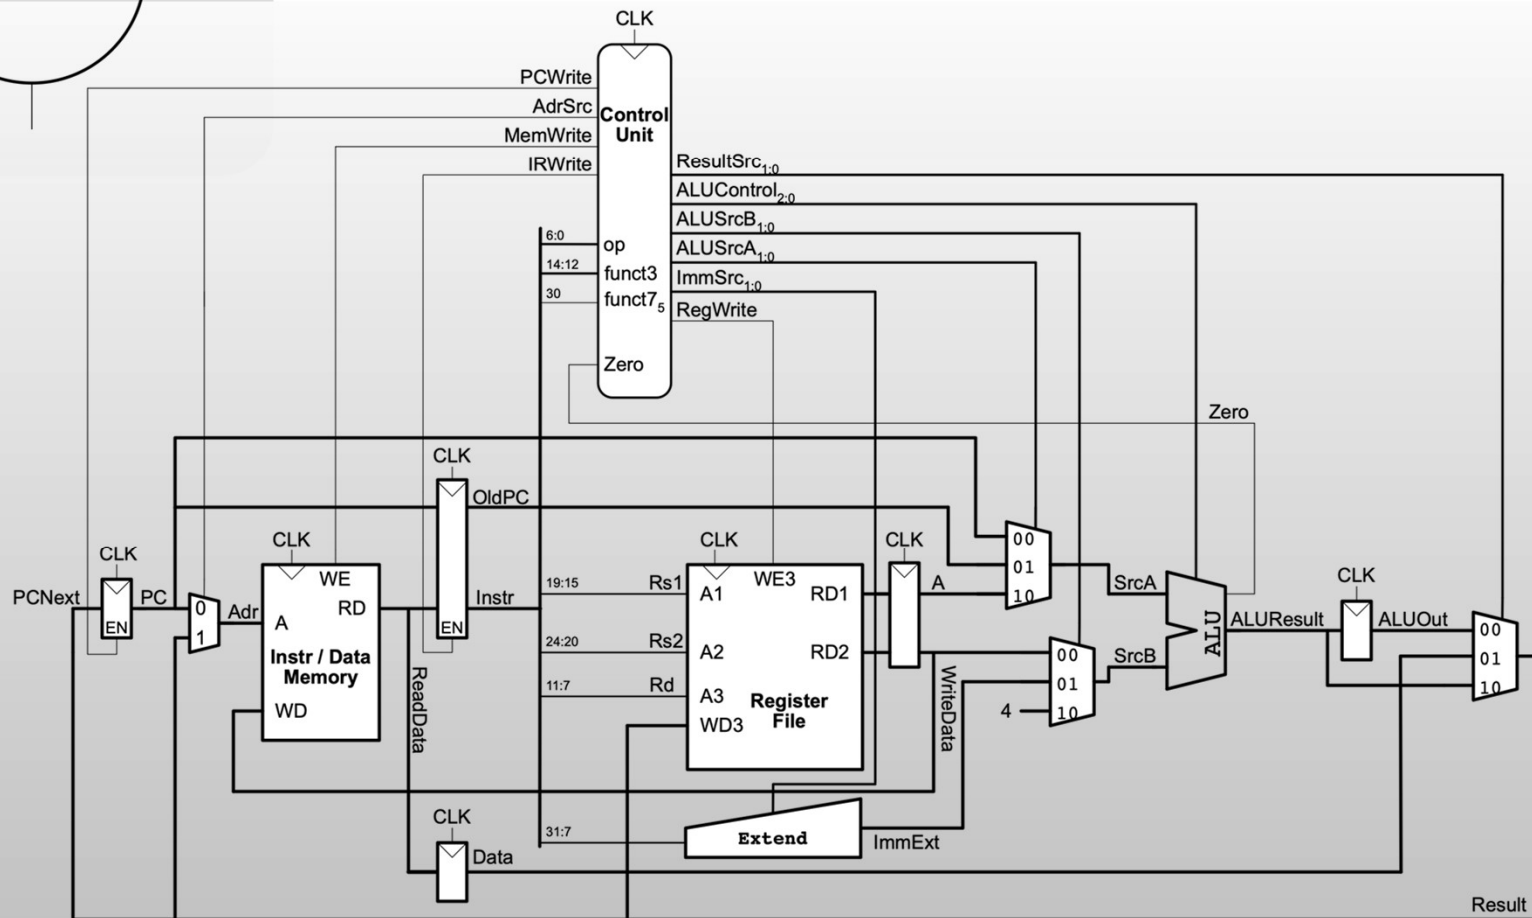 CLK
PCWrite
AdrSrc
MemWrite
IRWrite
Control
Unit
ResultSrc1:0
ALUControl2:0
ALUSrcB1:0
ALUSrcA1:0
ImmSrc1:0
RegWrite
6:0
op
14:12
funct3
30
funct75
Zero
Zero
CLK
OldPC
CLK
PCNext
EN
PC
0
1
Adr
CLK
WE
A
RD
Instr / Data
Memory
WD
EN
Instr
ReadData
CLK
Data
19:15
Rs1
24:20
Rs2
11:7
Rd
31:7
CLK
WE3
A1
RD1
A2
RD2
A3
WD3
Register
File
CLK
A
WriteData
Extend
ImmExt
00
01
10
SrcA
00
01
10
4
SrcB
ALU
ALUResult
CLK
ALUOut
00
01
10
Result